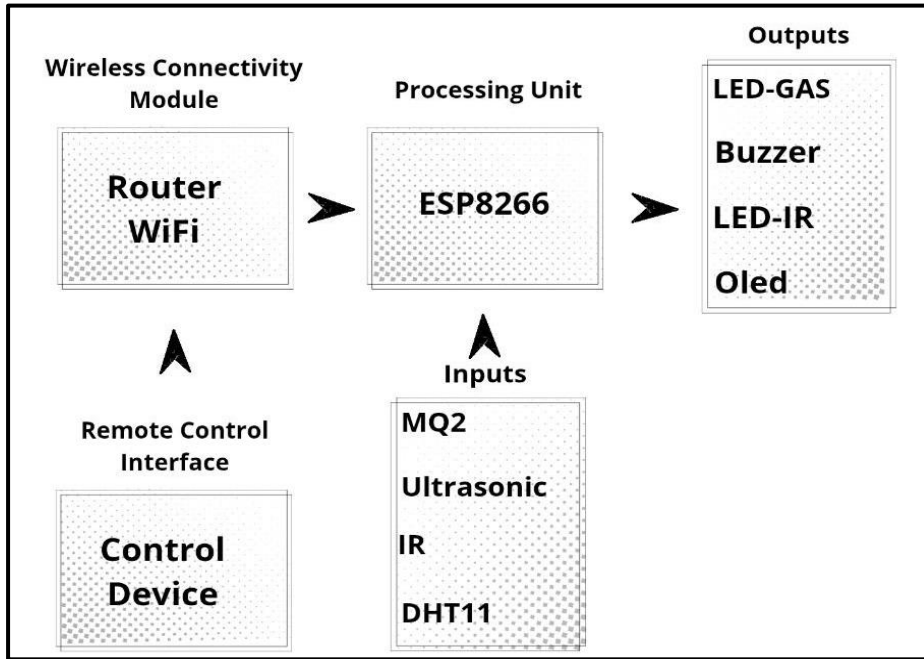 Wireless Connectivity
Module
Router
WiFi
Processing Unit
ESP8266
Outputs
LED-GAS
Buzzer
LED-IR
Oled
Remote Control
Interface
Control
Device
Inputs
MQ2
Ultrasonic
IR
DHT11